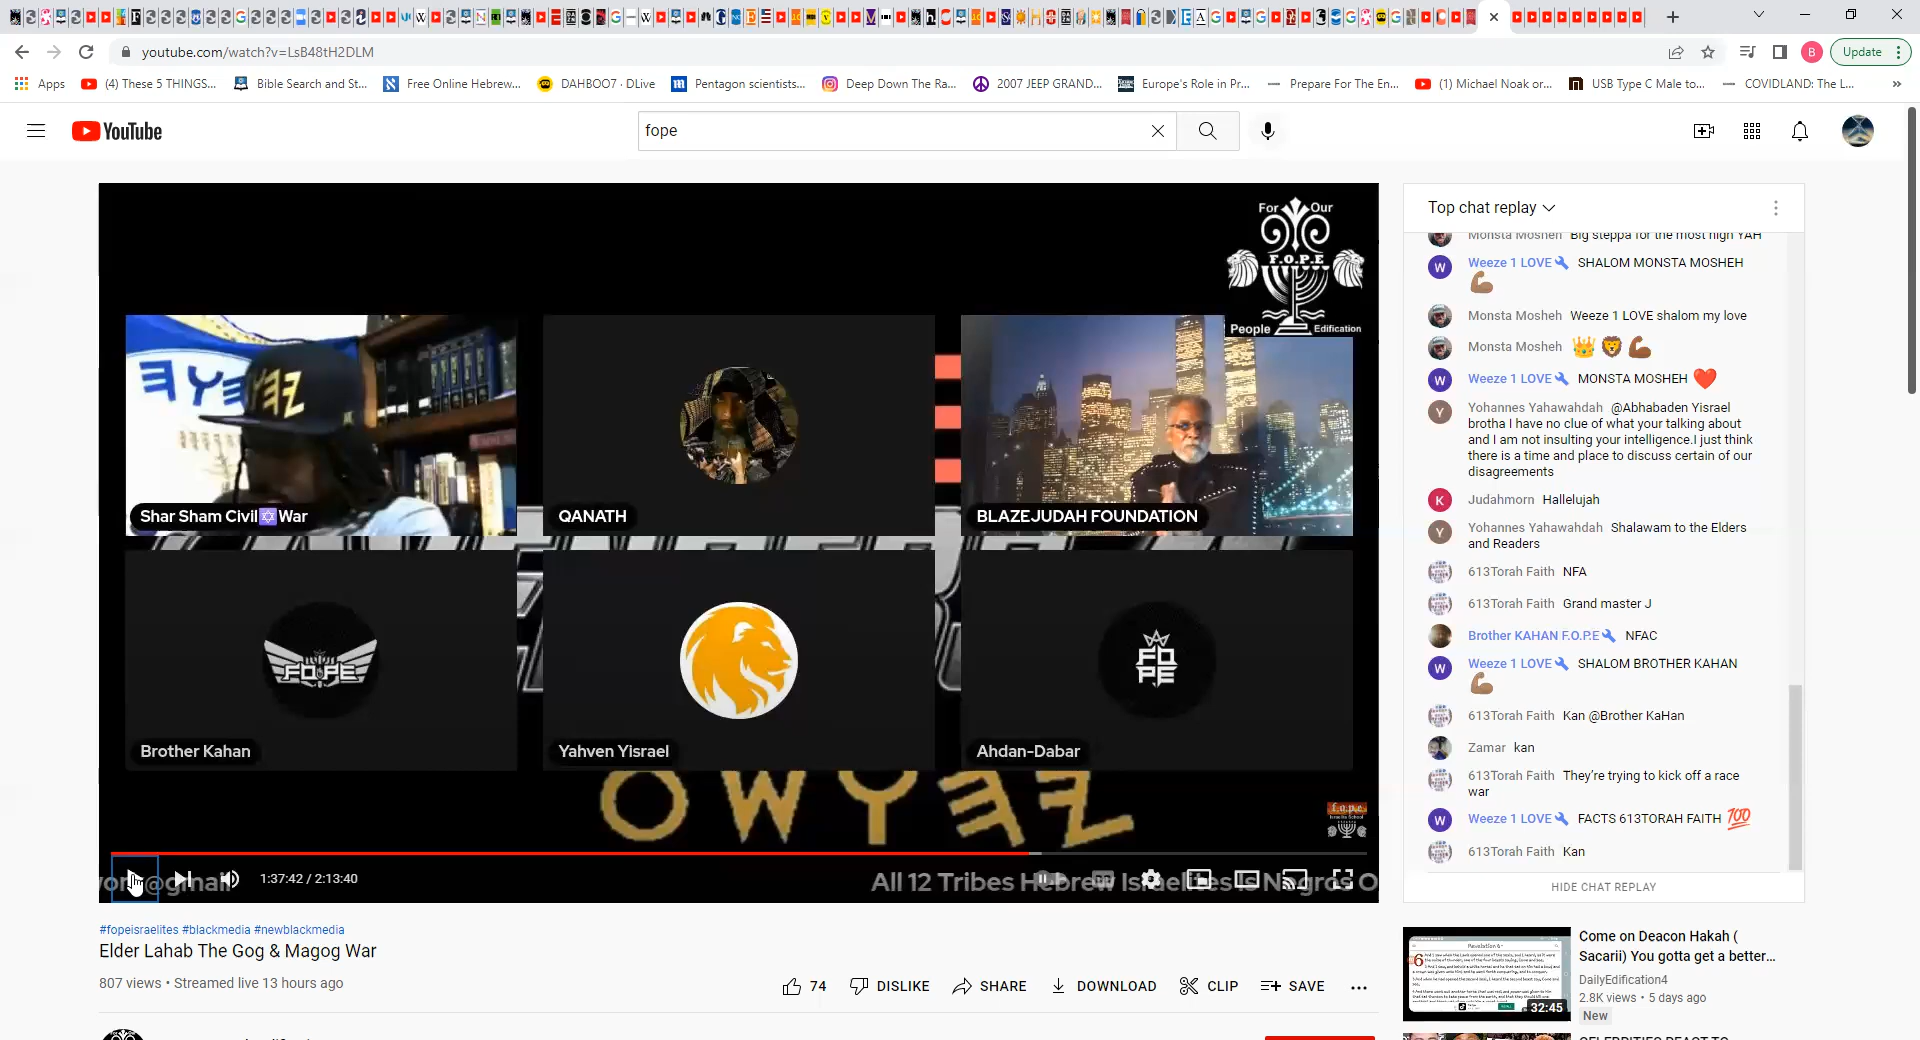 youtube.com/watch?v=LsB48tH2DLM
B
Update
Apps
(4) These 5 THINGS...
Bible Search and St...
Free Online Hebrew...
DAHBOO7 · DLive
Pentagon scientists...
Deep Down The Ra...
2007 JEEP GRAND...
Europe's Role in Pr...
Prepare For The En...
(1) Michael Noak or...
USB Type C Male to...
COVIDLAND: The L...
YouTube
fope
For Our
F.O.P.E
People Edification
Shar Sham Civil✡War
QANATH
BLAZEJUDAH FOUNDATION
FOPE
Brother Kahan
Yahven Yisrael
FO
PE
Ahdan-Dabar
f.o.p.e
Israelite School
1:37:42 / 2:13:40
@gmail
All 12 Tribes Hebrew Israelites Is Negros O
#fopeisraelites #blackmedia #newblackmedia
Elder Lahab The Gog & Magog War
807 views • Streamed live 13 hours ago
74
DISLIKE
SHARE
DOWNLOAD
CLIP
SAVE
Top chat replay
Monsta Mosheh Big steppa for the most high YAH
W Weeze 1 LOVE SHALOM MONSTA MOSHEH
💪🏽
Monsta Mosheh Weeze 1 LOVE shalom my love
Monsta Mosheh 👑🦁💪🏾
W Weeze 1 LOVE MONSTA MOSHEH ❤️
Y Yohannes Yahawahdah @Abhabaden Yisrael
brotha I have no clue of what your talking about
and I am not insulting your intelligence.I just think
there is a time and place to discuss certain of our
disagreements
K Judahmorn Hallelujah
Y Yohannes Yahawahdah Shalawam to the Elders
and Readers
613Torah Faith NFA
613Torah Faith Grand master J
Brother KAHAN F.O.P.E NFAC
W Weeze 1 LOVE SHALOM BROTHER KAHAN
💪🏽
613Torah Faith Kan @Brother KaHan
Zamar kan
613Torah Faith They're trying to kick off a race
war
W Weeze 1 LOVE FACTS 613TORAH FAITH 💯
613Torah Faith Kan
HIDE CHAT REPLAY
Revelation 6
32:45
Come on Deacon Hakah (
Sacarii) You gotta get a better...
DailyEdification4
2.8K views • 5 days ago
New